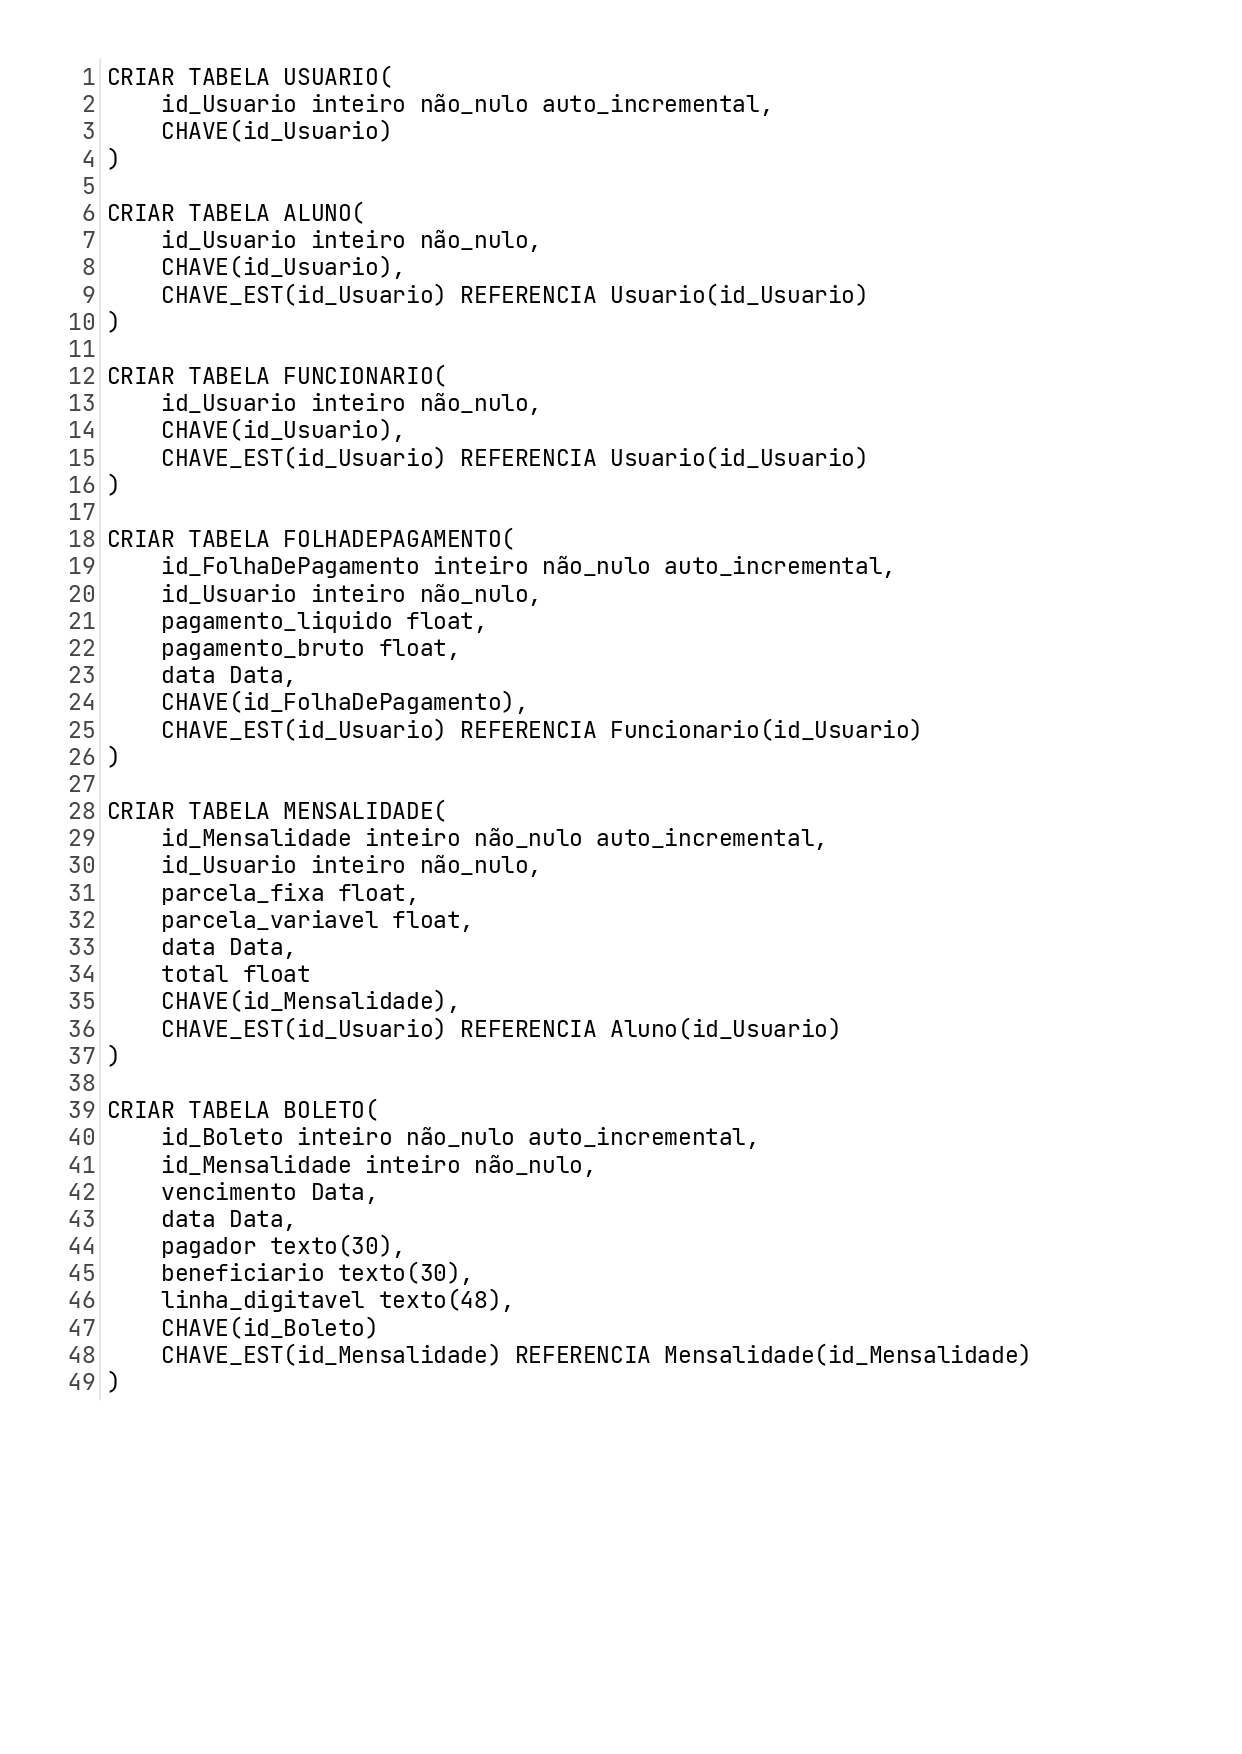 1 CRIAR TABELA USUARIO(
2     id_Usuario inteiro não_nulo auto_incremental,
3     CHAVE(id_Usuario)
4 )
5
6 CRIAR TABELA ALUNO(
7     id_Usuario inteiro não_nulo,
8     CHAVE(id_Usuario),
9     CHAVE_EST(id_Usuario) REFERENCIA Usuario(id_Usuario)
10 )
11
12 CRIAR TABELA FUNCIONARIO(
13     id_Usuario inteiro não_nulo,
14     CHAVE(id_Usuario),
15     CHAVE_EST(id_Usuario) REFERENCIA Usuario(id_Usuario)
16 )
17
18 CRIAR TABELA FOLHADEPAGAMENTO(
19     id_FolhaDePagamento inteiro não_nulo auto_incremental,
20     id_Usuario inteiro não_nulo,
21     pagamento_liquido float,
22     pagamento_bruto float,
23     data Data,
24     CHAVE(id_FolhaDePagamento),
25     CHAVE_EST(id_Usuario) REFERENCIA Funcionario(id_Usuario)
26 )
27
28 CRIAR TABELA MENSALIDADE(
29     id_Mensalidade inteiro não_nulo auto_incremental,
30     id_Usuario inteiro não_nulo,
31     parcela_fixa float,
32     parcela_variavel float,
33     data Data,
34     total float
35     CHAVE(id_Mensalidade),
36     CHAVE_EST(id_Usuario) REFERENCIA Aluno(id_Usuario)
37 )
38
39 CRIAR TABELA BOLETO(
40     id_Boleto inteiro não_nulo auto_incremental,
41     id_Mensalidade inteiro não_nulo,
42     vencimento Data,
43     data Data,
44     pagador texto(30),
45     beneficiario texto(30),
46     linha_digitavel texto(48),
47     CHAVE(id_Boleto)
48     CHAVE_EST(id_Mensalidade) REFERENCIA Mensalidade(id_Mensalidade)
49 )